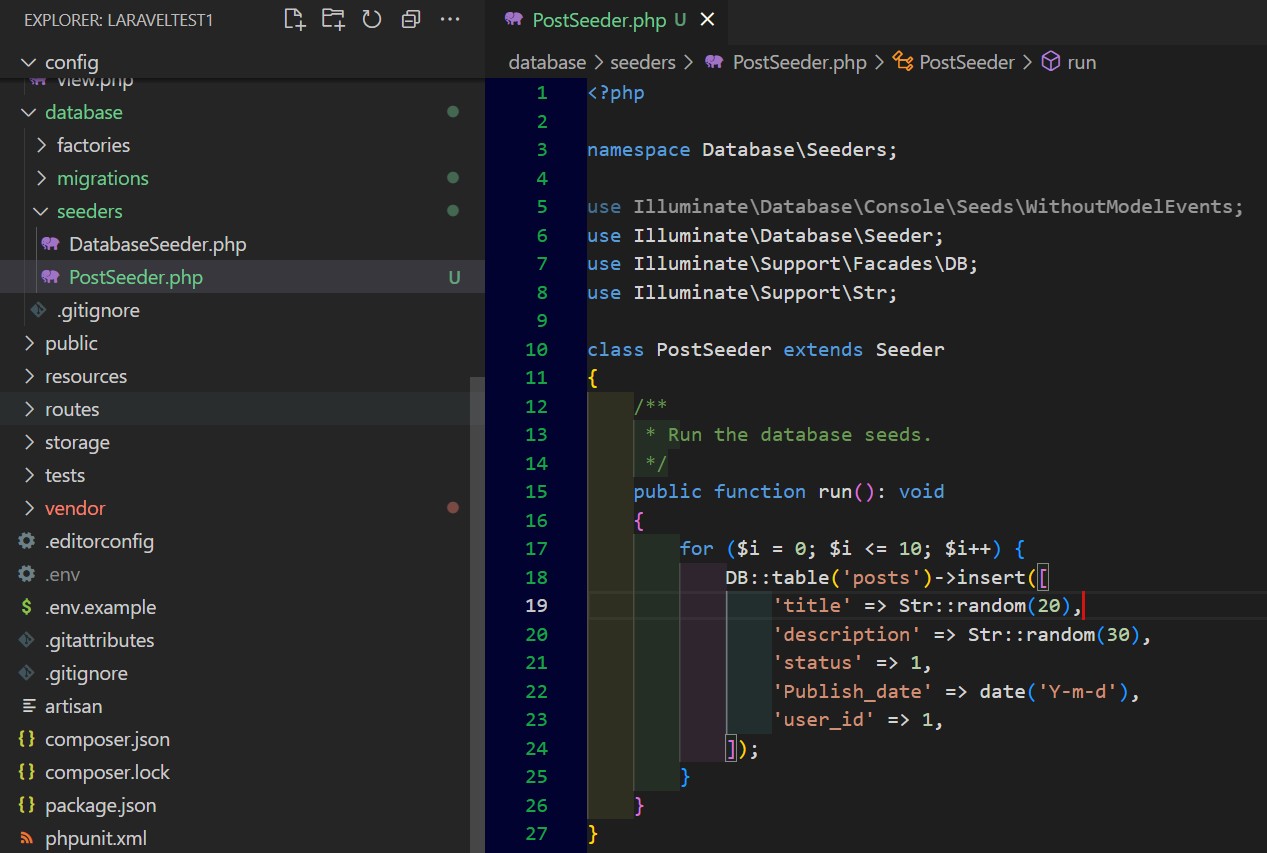 EXPLORER: LARAVELTEST1
config
view.php
database
factories
migrations
seeders
DatabaseSeeder.php
PostSeeder.php U
.gitignore
public
resources
routes
storage
tests
vendor
.editorconfig
.env
$ .env.example
.gitattributes
.gitignore
artisan
{} composer.json
{} composer.lock
{} package.json
phpunit.xml
PostSeeder.php U
database > seeders > PostSeeder.php > PostSeeder > run
1 <?php
2
3 namespace Database\Seeders;
4
5 use Illuminate\Database\Console\Seeds\WithoutModelEvents;
6 use Illuminate\Database\Seeder;
7 use Illuminate\Support\Facades\DB;
8 use Illuminate\Support\Str;
9
10 class PostSeeder extends Seeder
11 {
12 /**
13 * Run the database seeds.
14 */
15 public function run(): void
16 {
17 for ($i = 0; $i <= 10; $i++) {
18 DB::table('posts')->insert([
19 'title' => Str::random(20),
20 'description' => Str::random(30),
21 'status' => 1,
22 'Publish_date' => date('Y-m-d'),
23 'user_id' => 1,
24 ]);
25 }
26 }
27 }